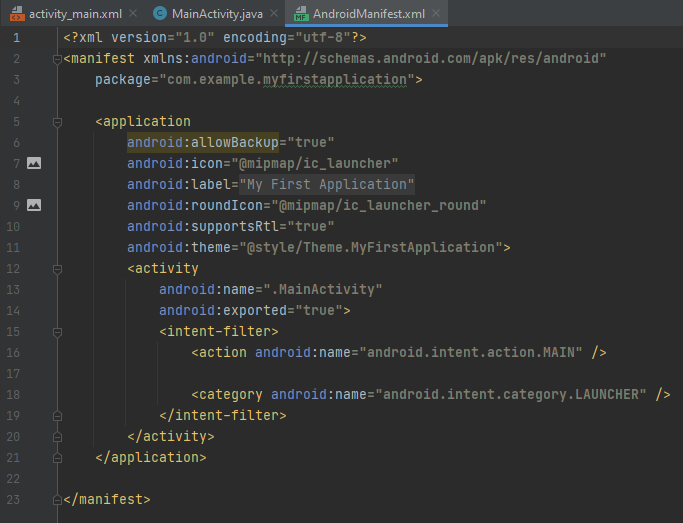 activity_main.xml
MainActivity.java
AndroidManifest.xml
1 <?xml version="1.0" encoding="utf-8"?>
2 <manifest xmlns:android="http://schemas.android.com/apk/res/android"
3 package="com.example.myfirstapplication">
4
5 <application
6 android:allowBackup="true"
7 android:icon="@mipmap/ic_launcher"
8 android:label="My First Application"
9 android:roundIcon="@mipmap/ic_launcher_round"
10 android:supportsRtl="true"
11 android:theme="@style/Theme.MyFirstApplication">
12 <activity
13 android:name=".MainActivity"
14 android:exported="true">
15 <intent-filter>
16 <action android:name="android.intent.action.MAIN" />
17
18 <category android:name="android.intent.category.LAUNCHER" />
19 </intent-filter>
20 </activity>
21 </application>
22
23 </manifest>